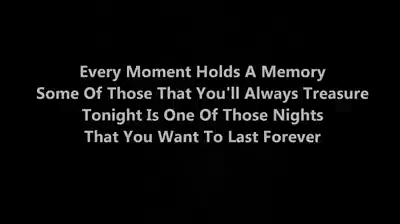 Every Moment Holds A Memory
Some Of Those That You'll Always Treasure
Tonight Is One Of Those Nights
That You Want To Last Forever